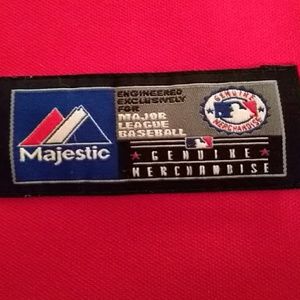 Majestic
ENGINEERED
EXCLUSIVELY
FOR
MAJOR
LEAGUE
BASEBALL
GENUINE
MERCHANDISE
GENUINE
MERCHANDISE